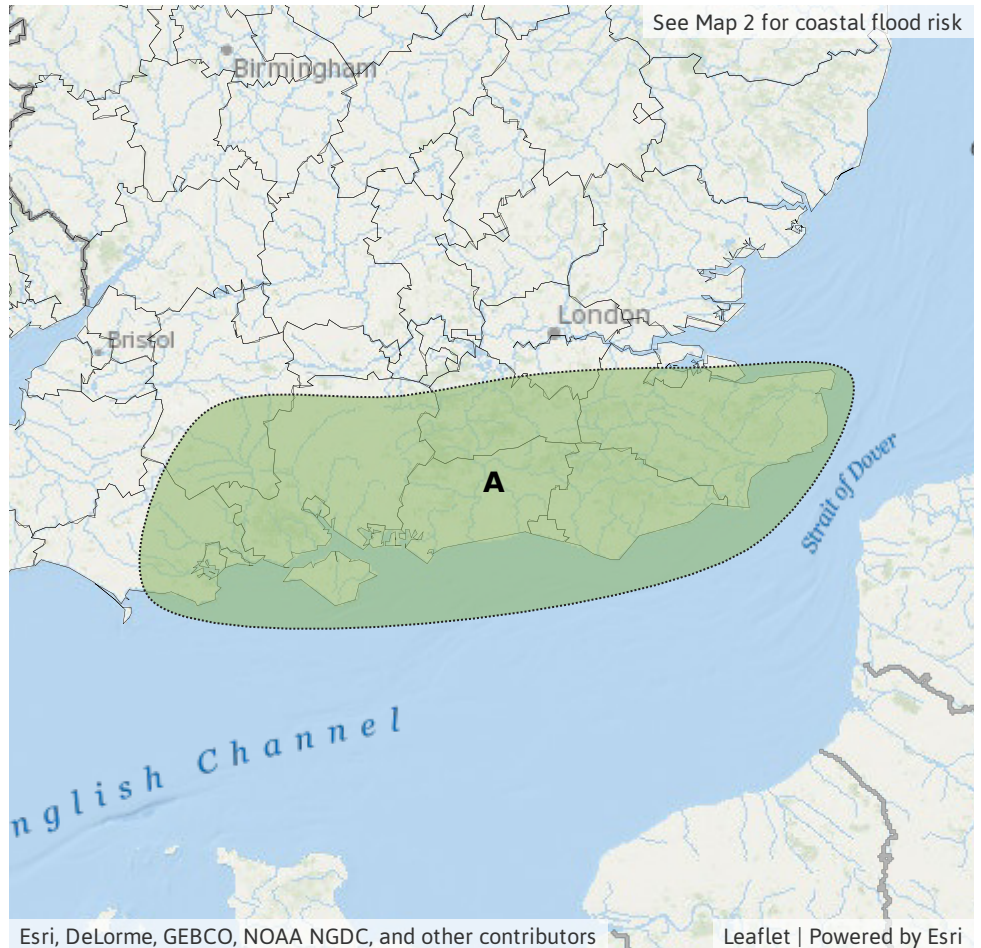 See Map 2 for coastal flood risk
Birmingham
London
Bristol
A
Strait of Dover
nglish Channel
Esri, DeLorme, GEBCO, NOAA NGDC, and other contributors
Leaflet | Powered by Esri